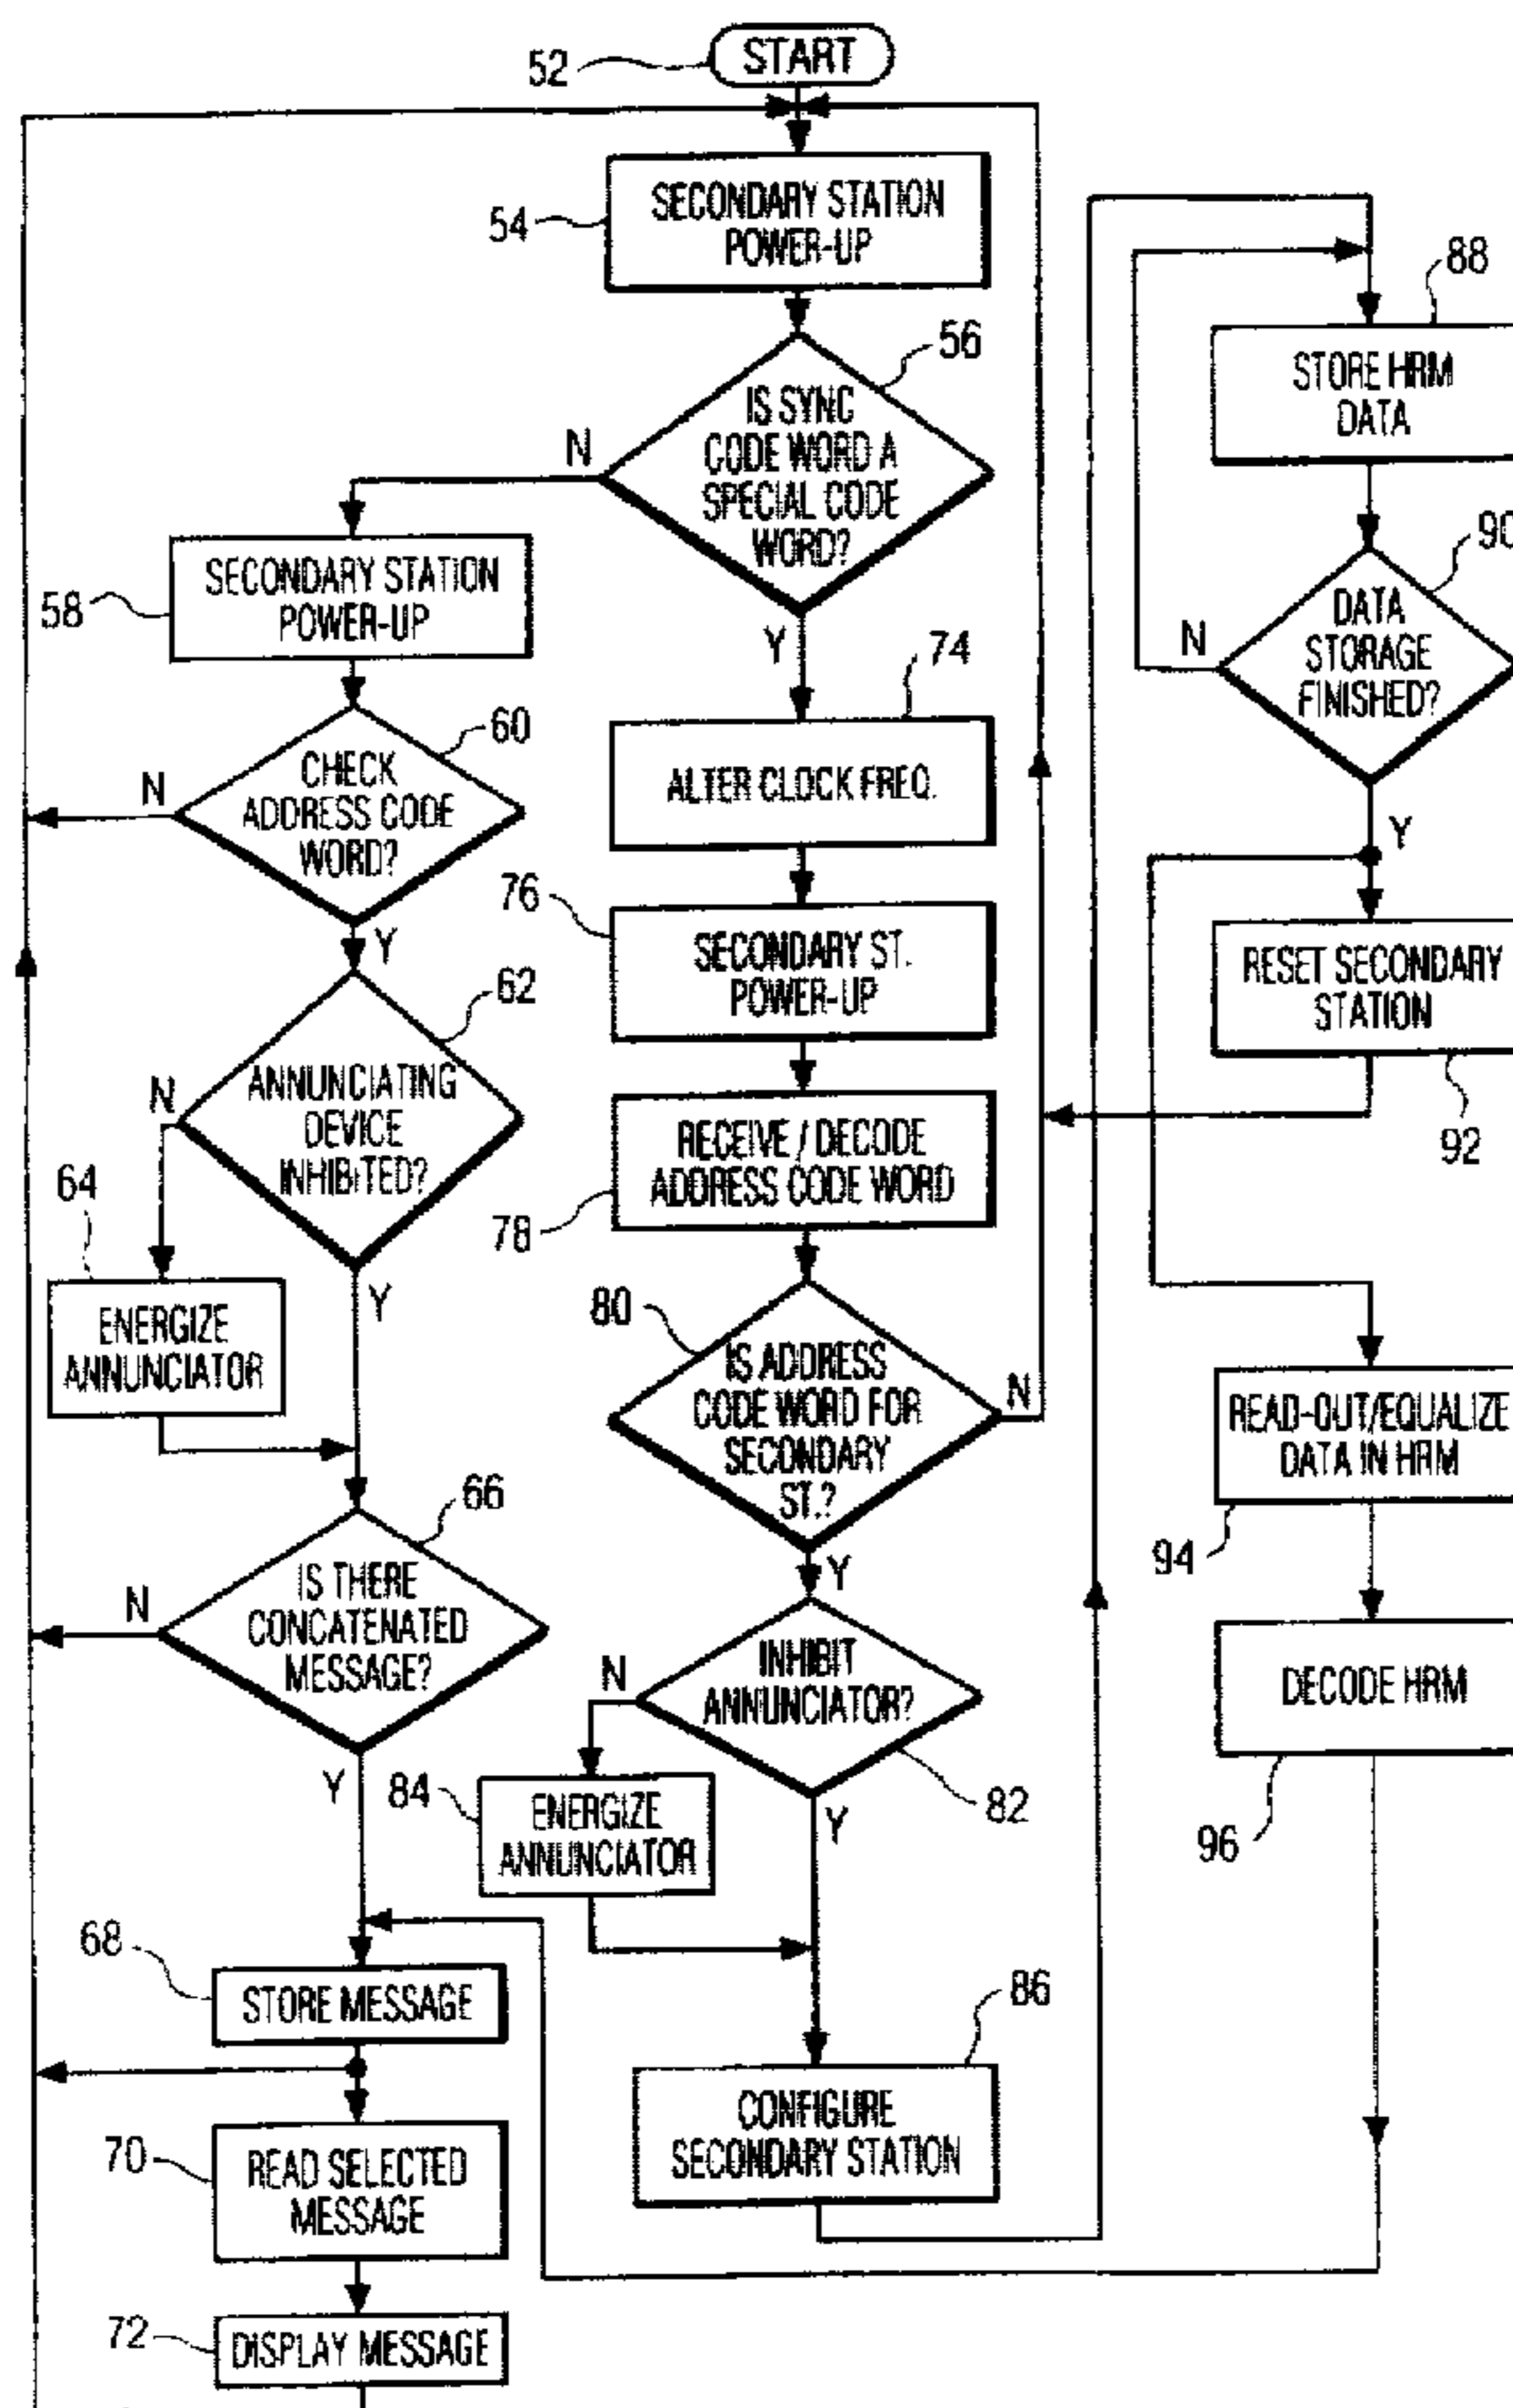 52
START
54
SECONDARY STATION
POWER-UP
56
IS SYNC
CODE WORD A
SPECIAL CODE
WORD?
N
Y
58
SECONDARY STATION
POWER-UP
60
CHECK
ADDRESS CODE
WORD?
N
Y
62
ANNUNCIATING
DEVICE
INHIBITED?
N
Y
64
ENERGIZE
ANNUNCIATOR
66
IS THERE
CONCATENATED
MESSAGE?
N
Y
68
STORE MESSAGE
70
READ SELECTED
MESSAGE
72
DISPLAY MESSAGE
74
ALTER CLOCK FREQ.
76
SECONDARY ST.
POWER-UP
RECEIVE / DECODE
ADDRESS CODE WORD
78
80
IS ADDRESS
CODE WORD FOR
SECONDARY
ST.?
N
Y
INHIBIT
ANNUNCIATOR?
N
Y
82
84
ENERGIZE
ANNUNCIATOR
86
CONFIGURE
SECONDARY STATION
88
STORE HRM
DATA
90
DATA
STORAGE
FINISHED?
N
Y
RESET SECONDARY
STATION
92
READ-OUT/EQUALIZE
DATA IN HRM
94
DECODE HRM
96